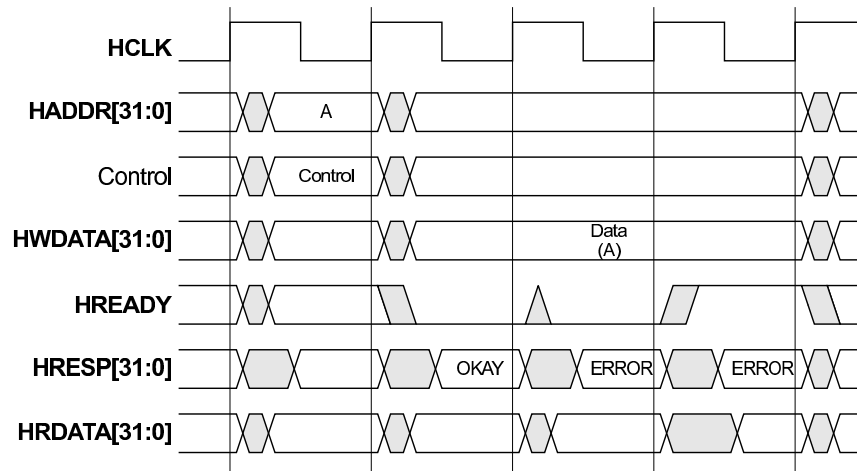 HCLK
HADDR[31:0] A
Control Control
HWDATA[31:0] Data
(A)
HREADY
HRESP[31:0] OKAY ERROR ERROR
HRDATA[31:0]